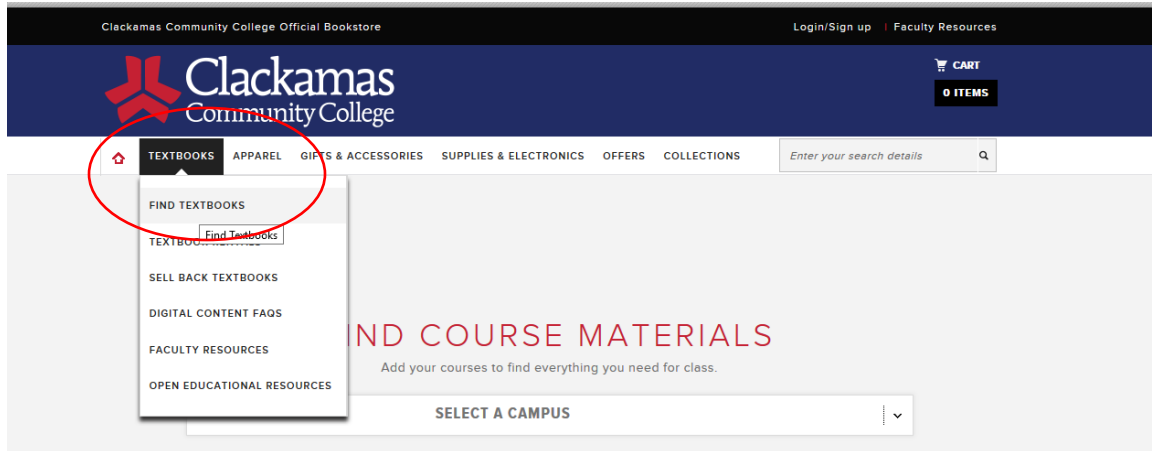 Clackamas Community College Official Bookstore
Login/Sign up | Faculty Resources
Clackamas
Community College
CART
0 ITEMS
TEXTBOOKS APPAREL GIFTS & ACCESSORIES SUPPLIES & ELECTRONICS OFFERS COLLECTIONS
Enter your search details
FIND TEXTBOOKS
Find Textbooks
TEXTBOOK
SELL BACK TEXTBOOKS
DIGITAL CONTENT FAQS
FACULTY RESOURCES
OPEN EDUCATIONAL RESOURCES
IND COURSE MATERIALS
Add your courses to find everything you need for class.
SELECT A CAMPUS